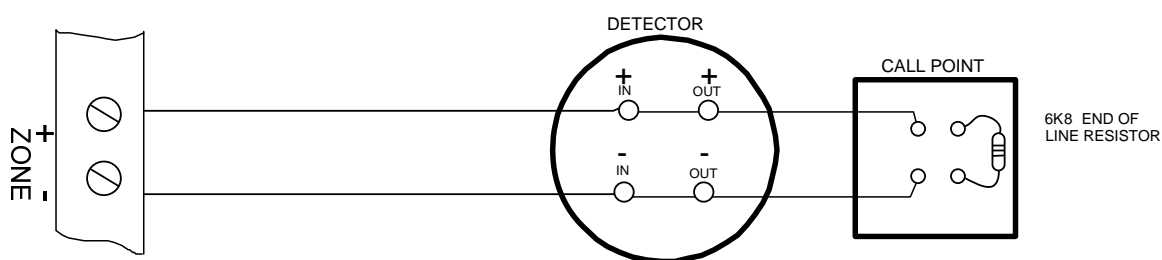 DETECTOR
CALL POINT
+ +
IN OUT
- -
IN OUT
+
ZONE
-
6K8 END OF
LINE RESISTOR